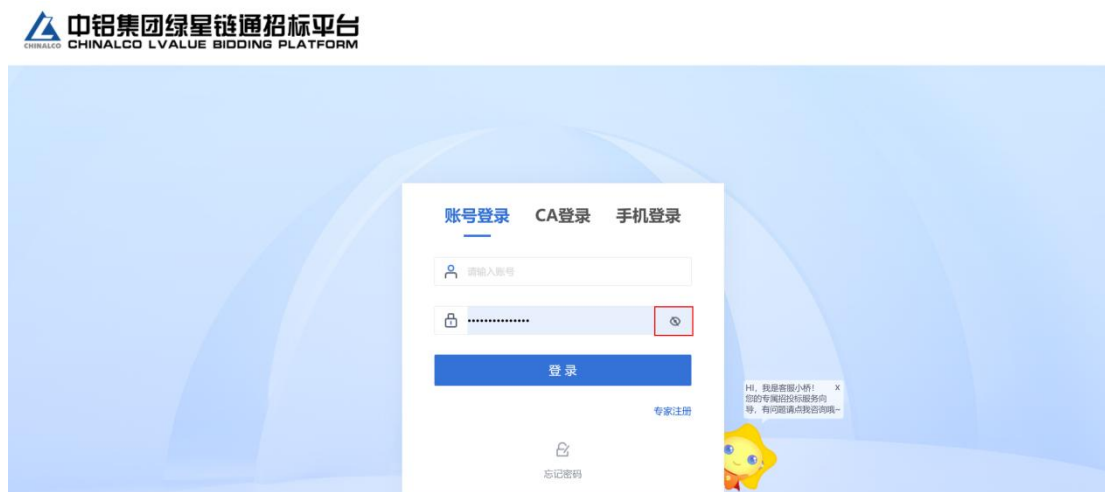 中铝集团绿星链通招标平台
CHINALCO
CHINALCO LVALUE BIDDING PLATFORM
账号登录 CA登录 手机登录
请输入账号
••••••••••••••
登 录
专家注册
HI，我是客服小桥！ X
您的专属招投标服务向
导，有问题请点我咨询哦~
忘记密码